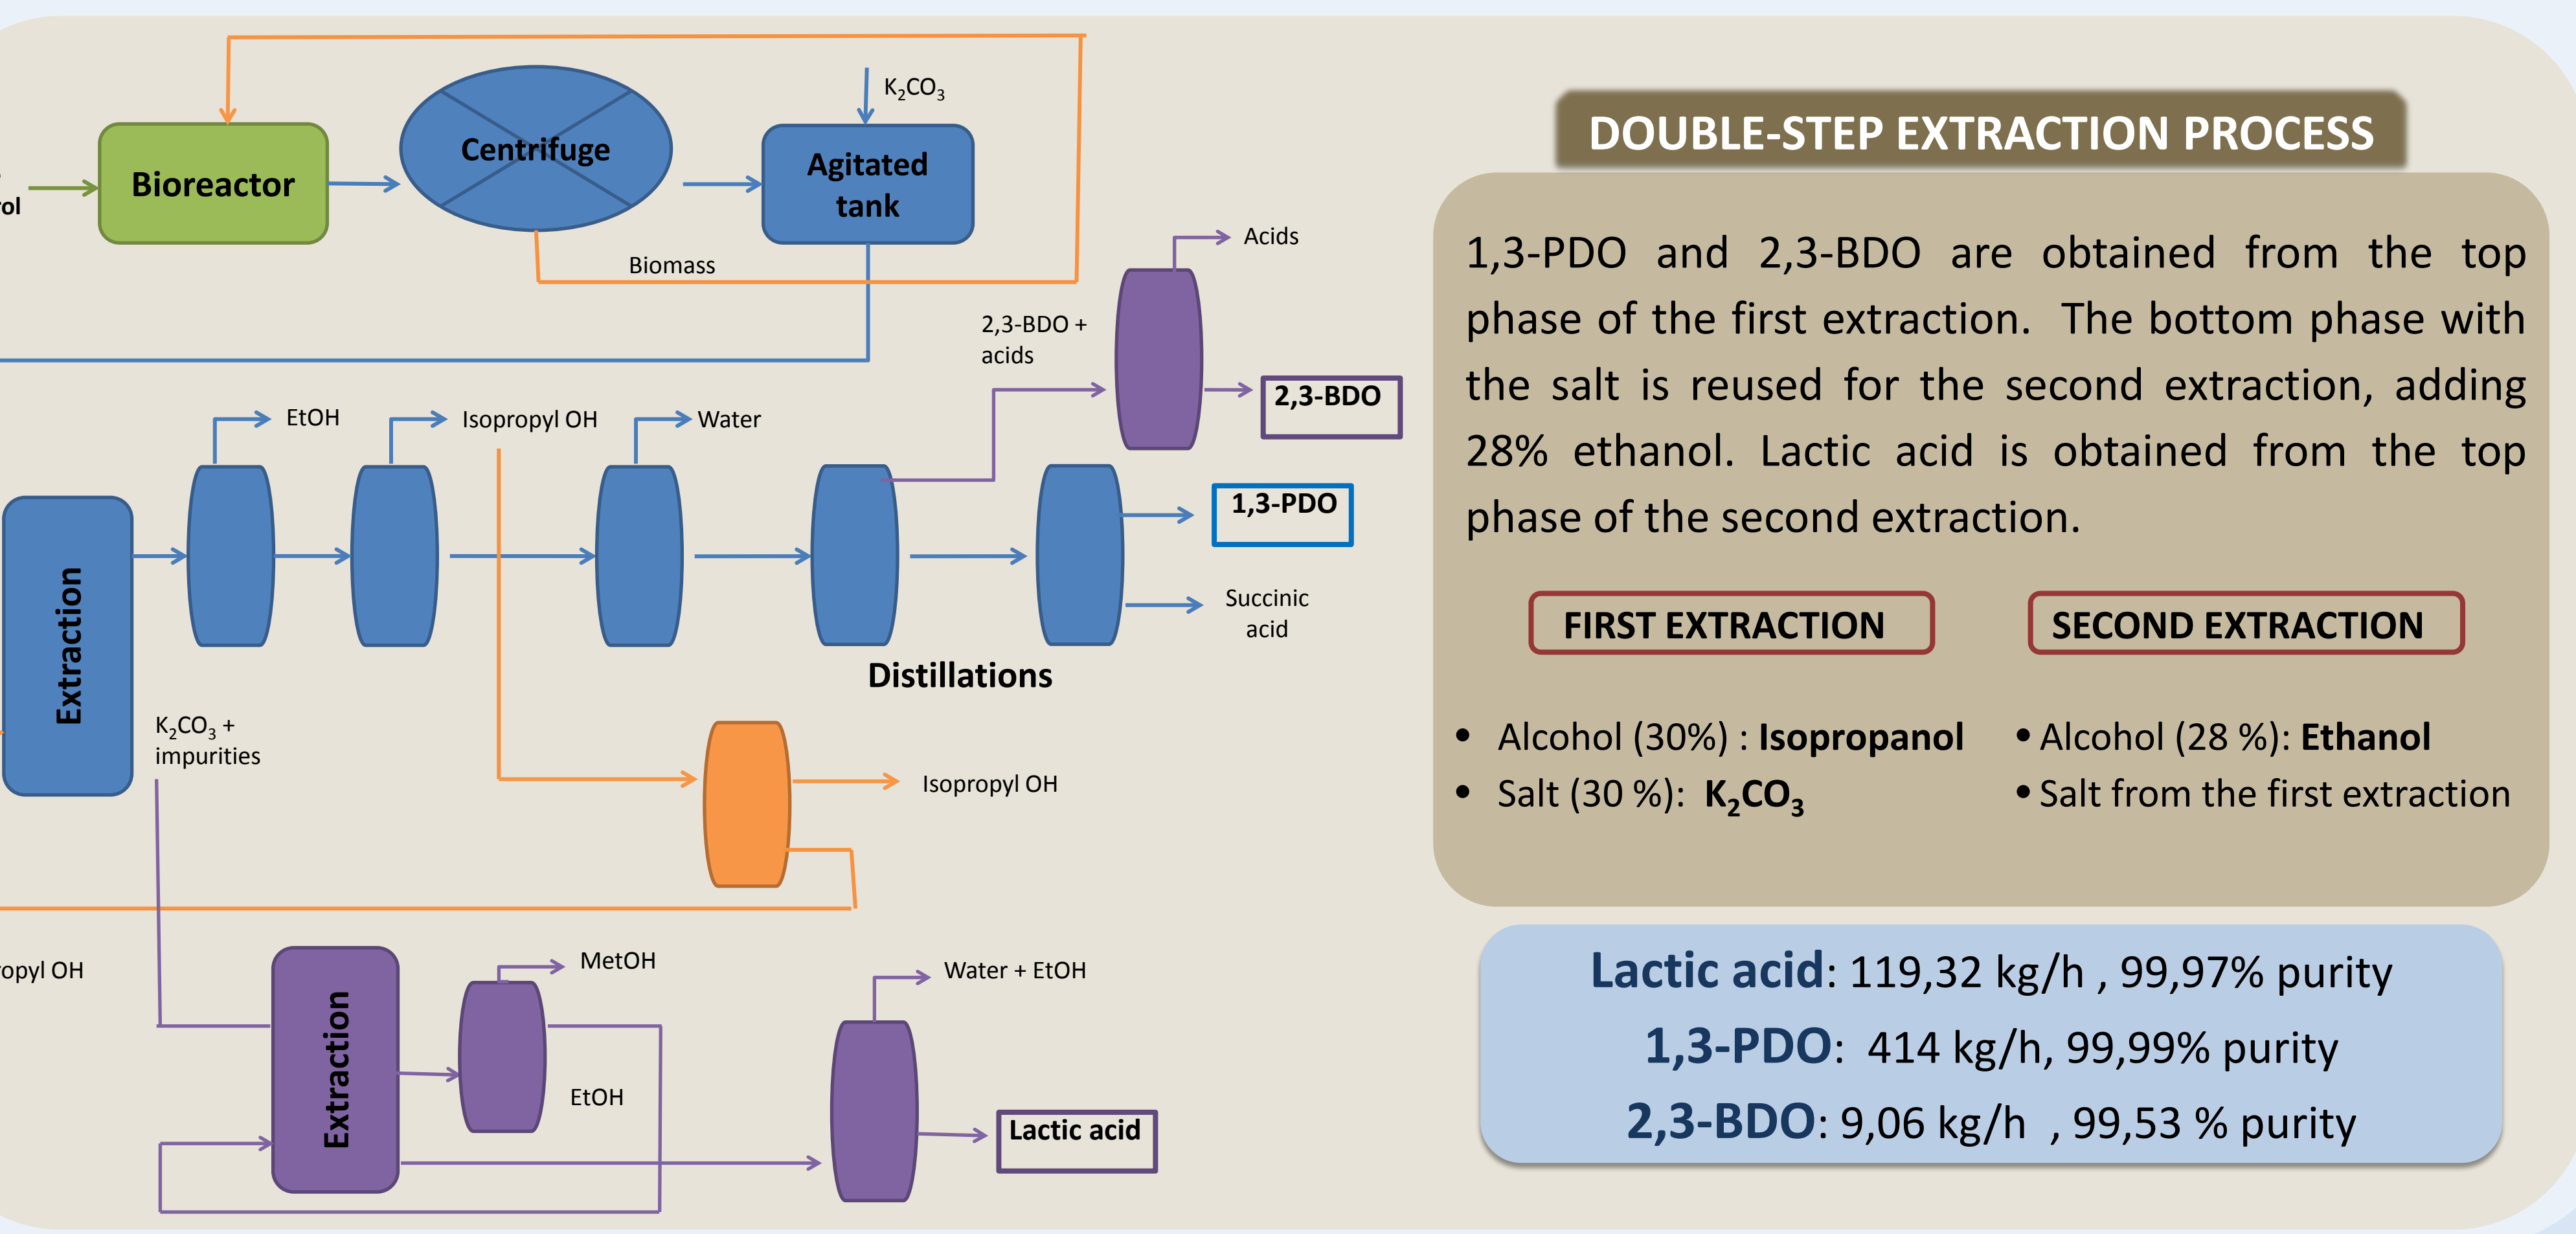 K₂CO₃
Bioreactor
Centrifuge
Agitated
tank
Biomass
Acids
2,3-BDO +
acids
2,3-BDO
EtOH
Isopropyl OH
Water
1,3-PDO
Succinic
acid
Extraction
Distillations
K₂CO₃ +
impurities
Isopropyl OH
OH
MetOH
Water + EtOH
Extraction
EtOH
Lactic acid
DOUBLE-STEP EXTRACTION PROCESS
1,3-PDO and 2,3-BDO are obtained from the top
phase of the first extraction. The bottom phase with
the salt is reused for the second extraction, adding
28% ethanol. Lactic acid is obtained from the top
phase of the second extraction.
FIRST EXTRACTION
SECOND EXTRACTION
• Alcohol (30%) : Isopropanol
• Salt (30 %): K₂CO₃
• Alcohol (28 %): Ethanol
• Salt from the first extraction
Lactic acid: 119,32 kg/h , 99,97% purity
1,3-PDO: 414 kg/h, 99,99% purity
2,3-BDO: 9,06 kg/h , 99,53 % purity